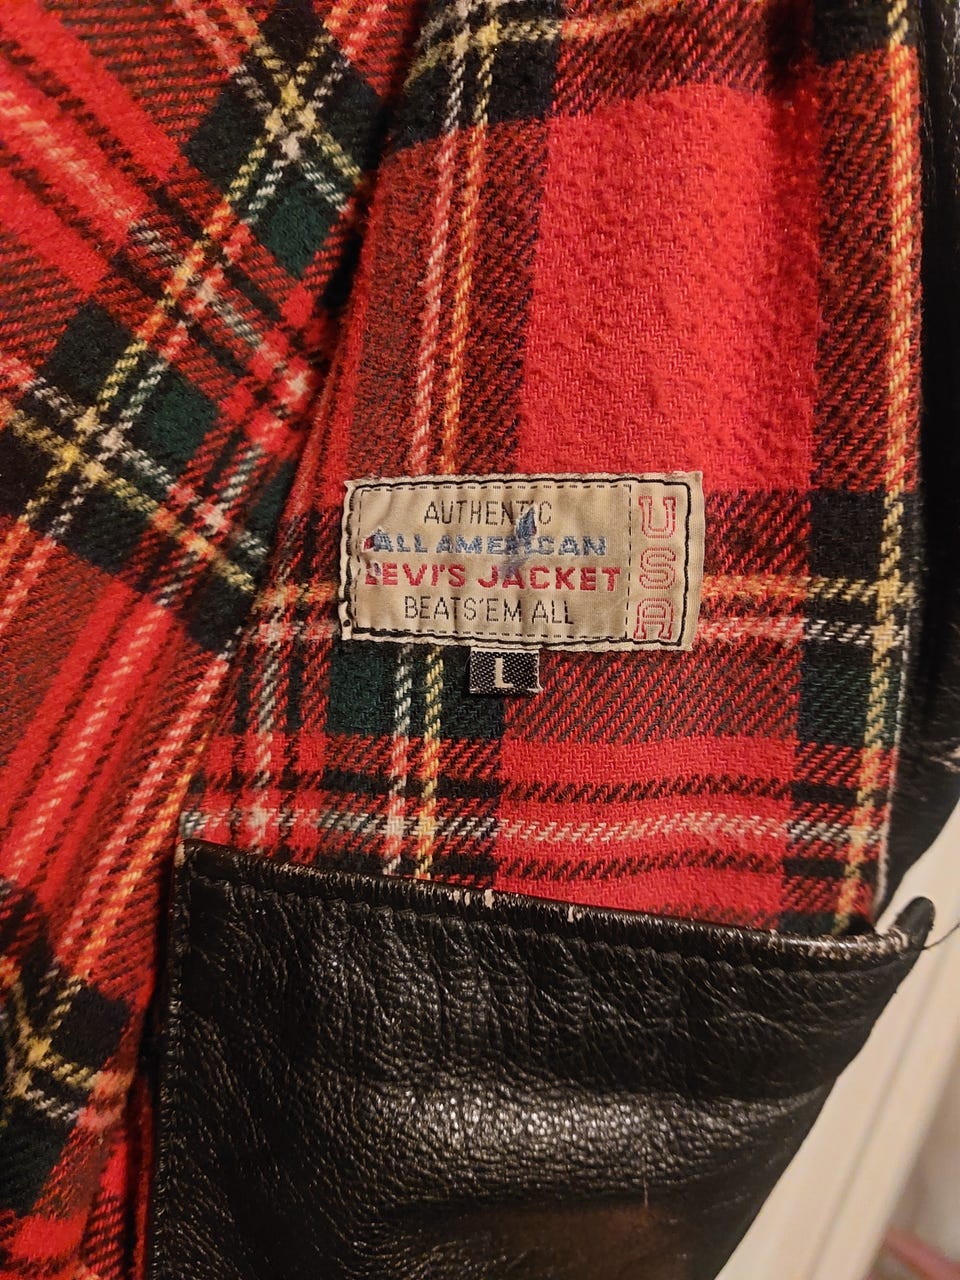 AUTHENTIC
ALL AMERICAN
LEVI'S JACKET
BEATS'EM ALL
USA
L